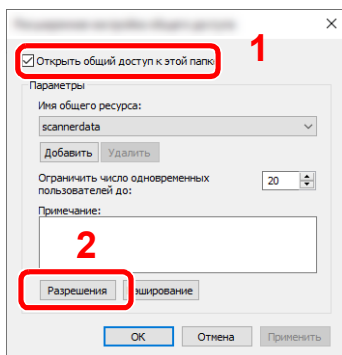 1
Открыть общий доступ к этой папк
Параметры
Имя общего ресурса:
scannerdata
Добавить Удалить
Ограничить число одновременных
пользователей до:
20
Примечание:
2
Разрешения эширование
OK Отмена Применить